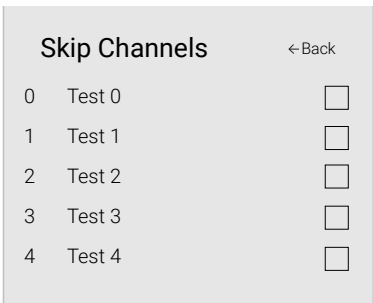 Skip Channels ←Back
0 Test 0
1 Test 1
2 Test 2
3 Test 3
4 Test 4